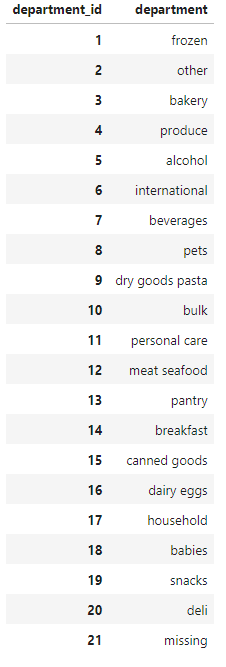 department_id department
1 frozen
2 other
3 bakery
4 produce
5 alcohol
6 international
7 beverages
8 pets
9 dry goods pasta
10 bulk
11 personal care
12 meat seafood
13 pantry
14 breakfast
15 canned goods
16 dairy eggs
17 household
18 babies
19 snacks
20 deli
21 missing